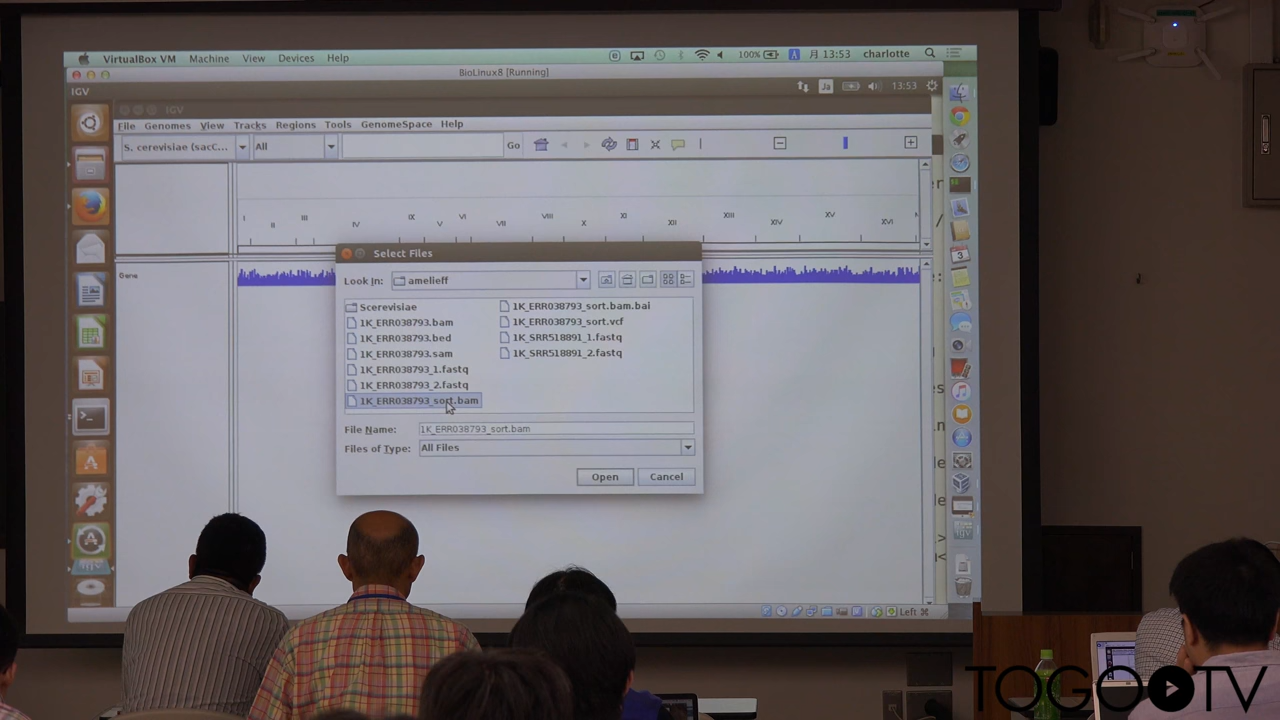 VirtualBox VM Machine View Devices Help 100% A 月 13:53 charlotte
BioLinux8 [Running]
IGV Ja 13:53
IGV
File Genomes View Tracks Regions Tools GenomeSpace Help
S. cerevisiae (sacC... All Go
I II III IV IX V VI VII VIII X XI XII XIII XIV XV XVI
Gene
Select Files
Look In: amelieff
Scerevisiae
1K_ERR038793.bam
1K_ERR038793.bed
1K_ERR038793.sam
1K_ERR038793_1.fastq
1K_ERR038793_2.fastq
1K_ERR038793_sort.bam
1K_ERR038793_sort.bam.bai
1K_ERR038793_sort.vcf
1K_SRR518891_1.fastq
1K_SRR518891_2.fastq
File Name: 1K_ERR038793_sort.bam
Files of Type: All Files
Open Cancel
Left ⌘
TOGOTV